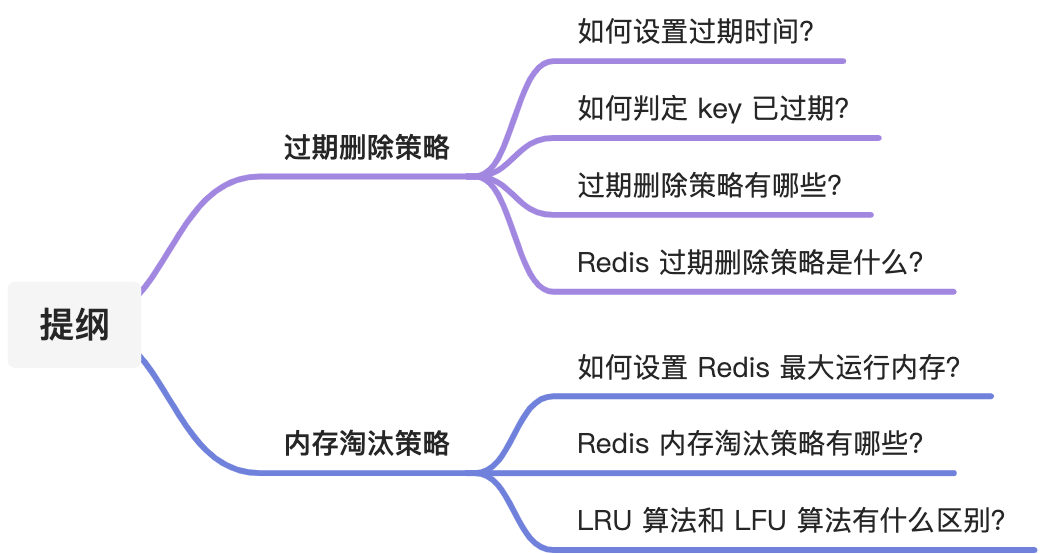 提纲
过期删除策略
如何设置过期时间?
如何判定 key 已过期?
过期删除策略有哪些?
Redis 过期删除策略是什么?
内存淘汰策略
如何设置 Redis 最大运行内存?
Redis 内存淘汰策略有哪些?
LRU 算法和 LFU 算法有什么区别?